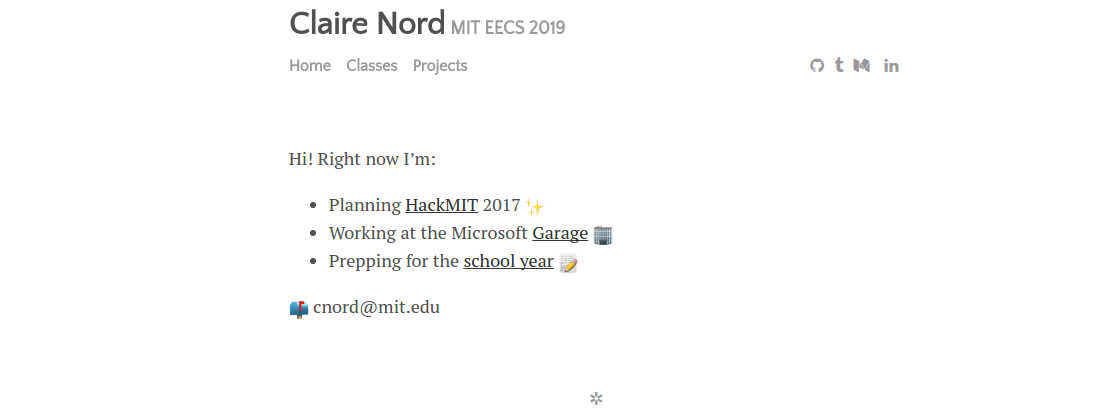 Claire Nord MIT EECS 2019
Home Classes Projects
Hi! Right now I’m:
• Planning HackMIT 2017 ✨
• Working at the Microsoft Garage 🏢
• Prepping for the school year 📝
📫 cnord@mit.edu
✲